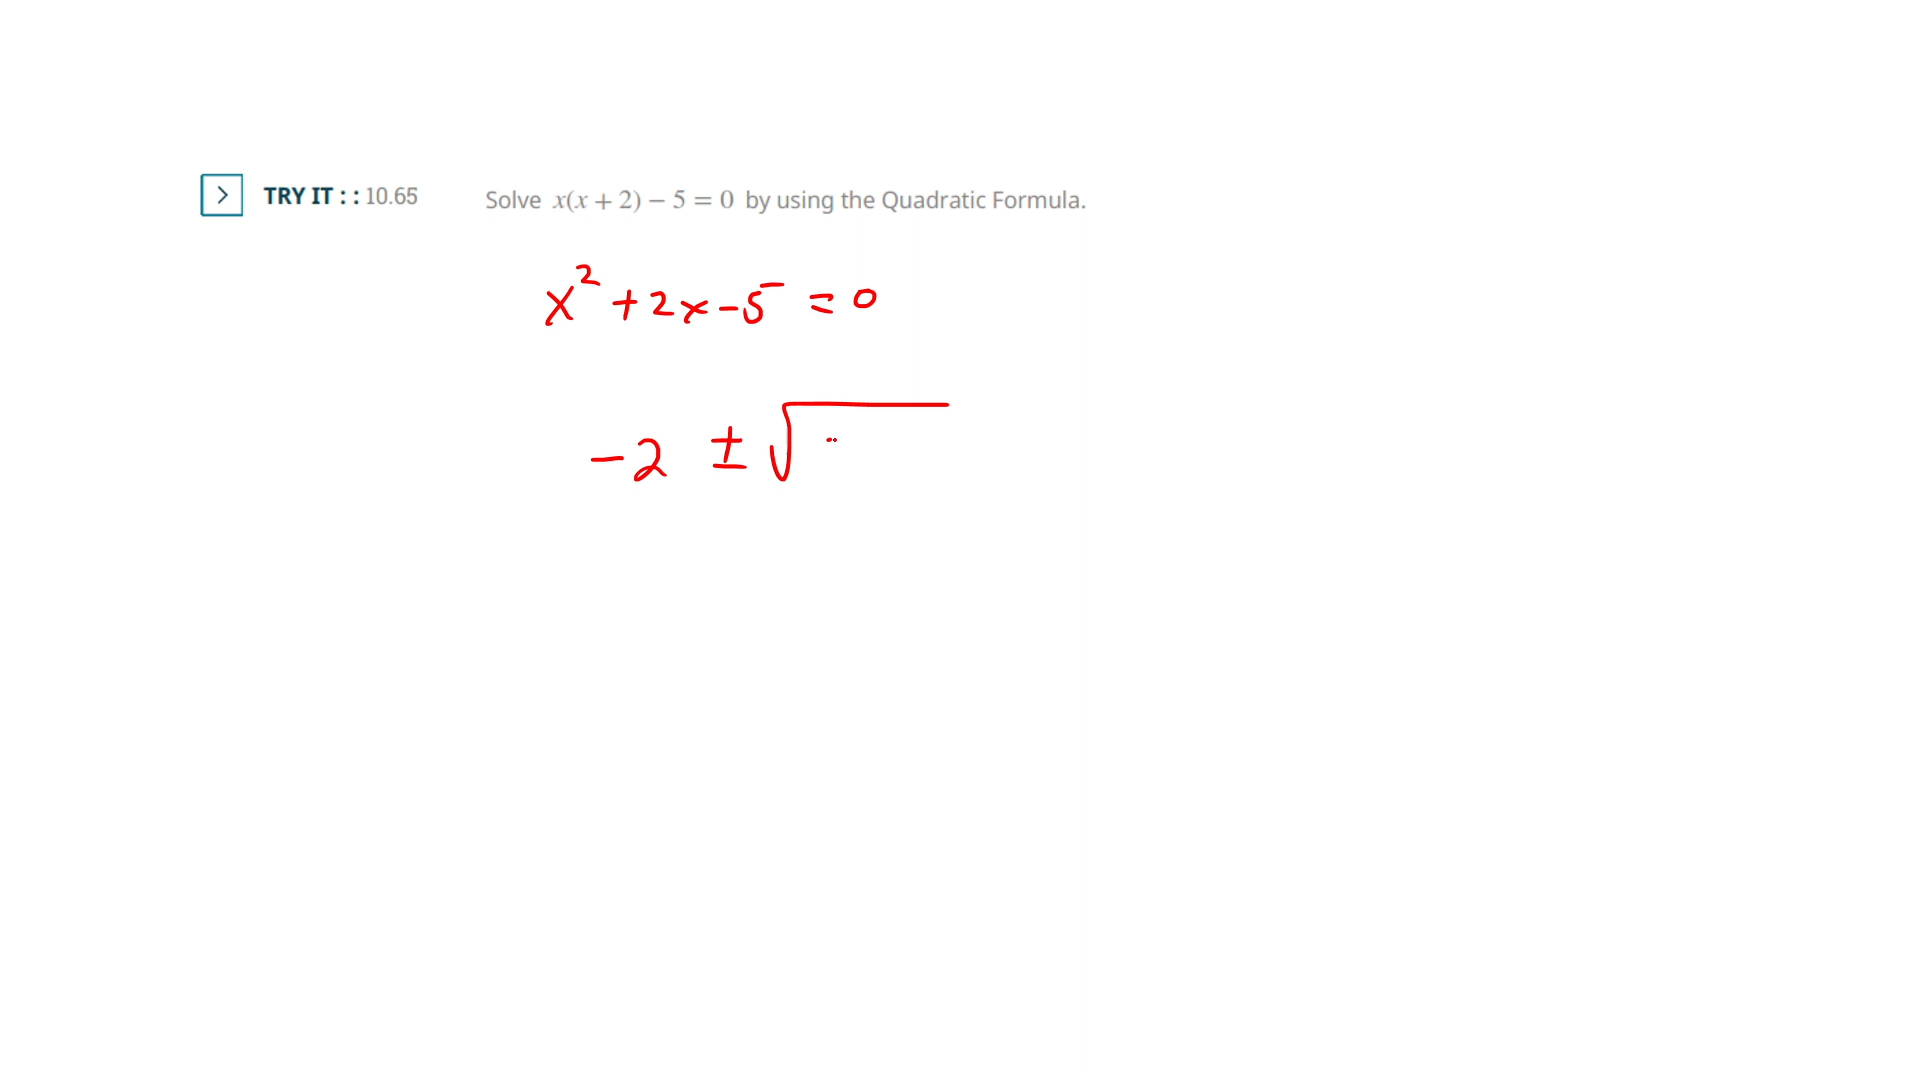 > TRY IT : : 10.65 Solve x(x + 2) − 5 = 0 by using the Quadratic Formula.
x² + 2x - 5 = 0
-2 ± √